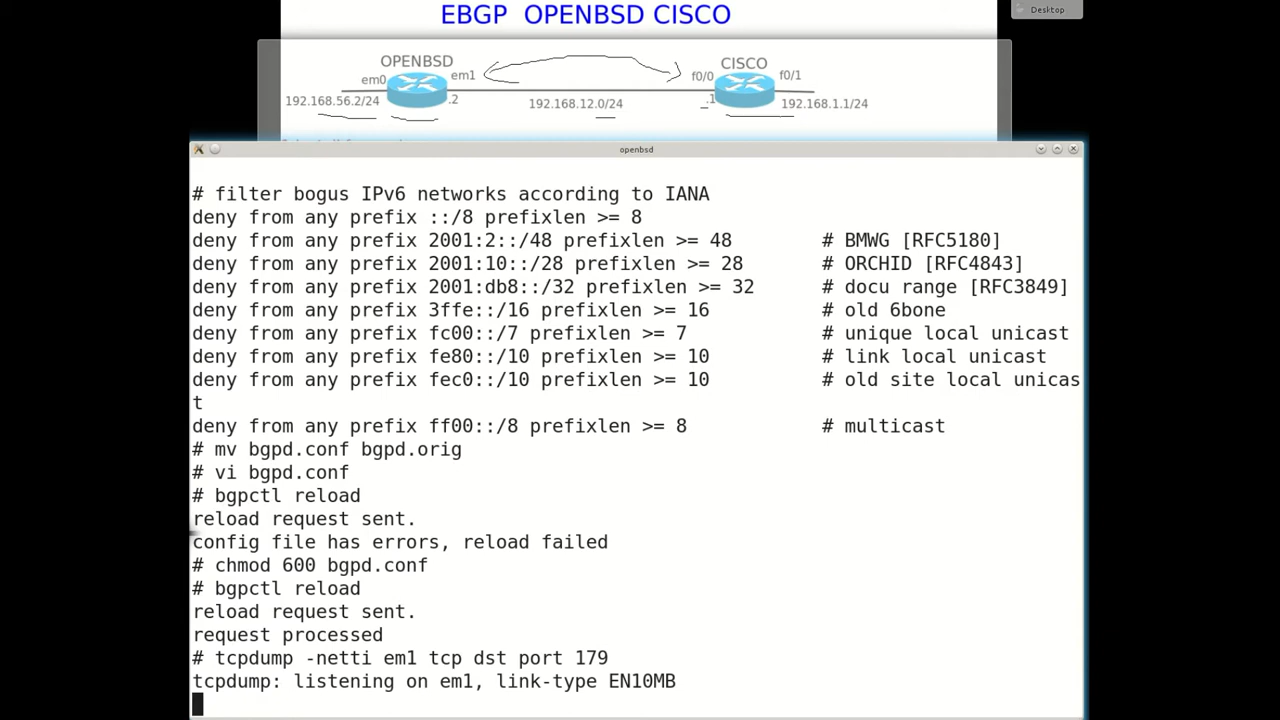 EBGP OPENBSD CISCO
Desktop
OPENBSD
CISCO
em0
em1
f0/0
f0/1
192.168.56.2/24
.2
192.168.12.0/24
.1
192.168.1.1/24
openbsd
# filter bogus IPv6 networks according to IANA
deny from any prefix ::/8 prefixlen >= 8
deny from any prefix 2001:2::/48 prefixlen >= 48 # BMWG [RFC5180]
deny from any prefix 2001:10::/28 prefixlen >= 28 # ORCHID [RFC4843]
deny from any prefix 2001:db8::/32 prefixlen >= 32 # docu range [RFC3849]
deny from any prefix 3ffe::/16 prefixlen >= 16 # old 6bone
deny from any prefix fc00::/7 prefixlen >= 7 # unique local unicast
deny from any prefix fe80::/10 prefixlen >= 10 # link local unicast
deny from any prefix fec0::/10 prefixlen >= 10 # old site local unicas
t
deny from any prefix ff00::/8 prefixlen >= 8 # multicast
# mv bgpd.conf bgpd.orig
# vi bgpd.conf
# bgpctl reload
reload request sent.
config file has errors, reload failed
# chmod 600 bgpd.conf
# bgpctl reload
reload request sent.
request processed
# tcpdump -netti em1 tcp dst port 179
tcpdump: listening on em1, link-type EN10MB